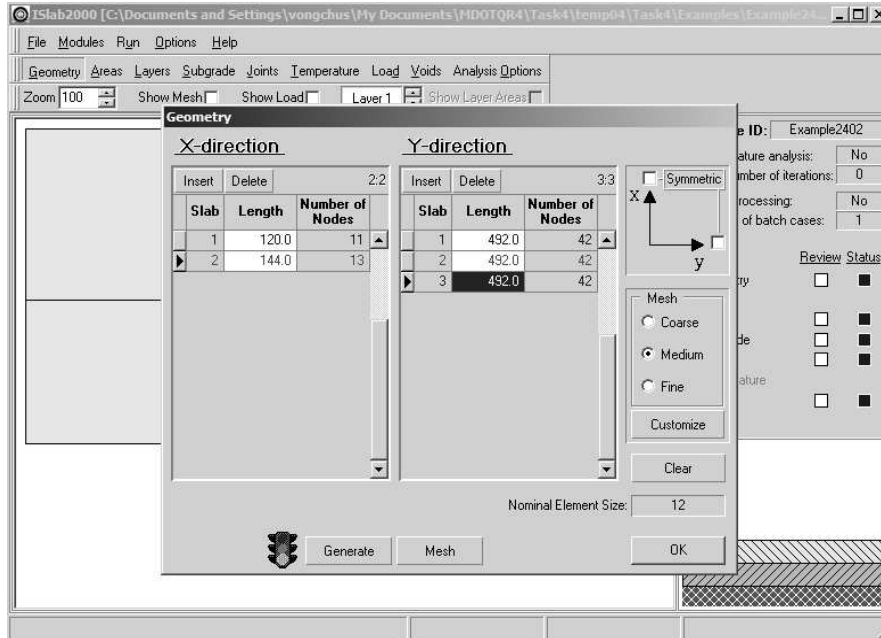 ISlab2000 [C:\Documents and Settings\vongchus\My Documents\MDOTQR4\Task4\temp04\Task4\Examples\Example24...
File Modules Run Options Help
Geometry Areas Layers Subgrade Joints Temperature Load Voids Analysis Options
Zoom 100 Show Mesh Show Load Layer 1 Show Layer Areas
Geometry
X-direction Y-direction
Insert Delete 2:2 Insert Delete 3:3 Symmetric
Slab Length Number of Nodes Slab Length Number of Nodes
1 120.0 11 1 492.0 42
2 144.0 13 2 492.0 42
3 492.0 42
X
y
Mesh
Coarse
Medium
Fine
Customize
Clear
Nominal Element Size: 12
Generate Mesh OK
e ID: Example2402
ature analysis: No
mber of iterations: 0
rocessing: No
of batch cases: 1
Review Status
ry
de
ature